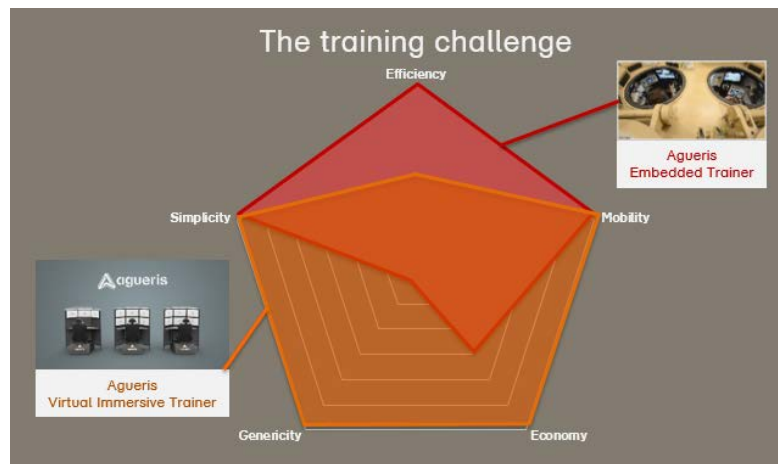 The training challenge
Efficiency
Agueris
Embedded Trainer
Simplicity
Mobility
agueris
Agueris
Virtual Immersive Trainer
Genericity
Economy